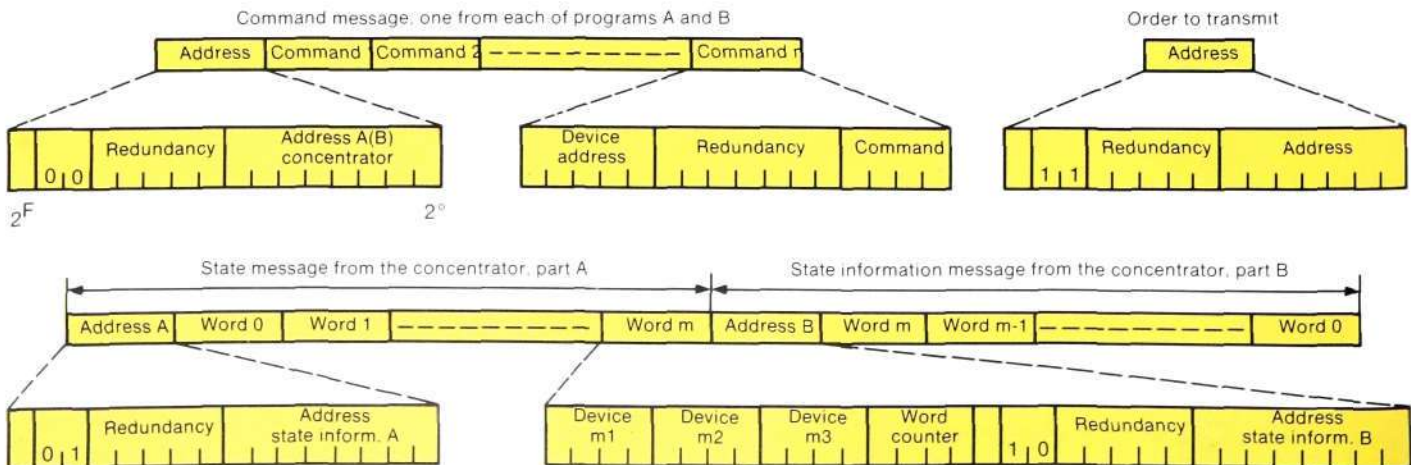 Command message, one from each of programs A and B
Order to transmit
Address Command Command 2 Command n
Address
0 0 Redundancy Address A(B) concentrator
Device address Redundancy Command
1 1 Redundancy Address
2F 2°
State message from the concentrator, part A
State information message from the concentrator, part B
Address A Word 0 Word 1 Word m Address B Word m Word m-1 Word 0
0 1 Redundancy Address state inform. A
Device m1 Device m2 Device m3 Word counter 1 0 Redundancy Address state inform. B